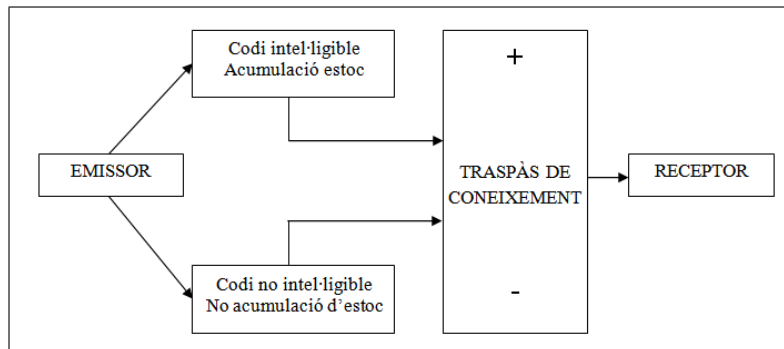 Codi intel·ligible
Acumulació estoc
EMISSOR
Codi no intel·ligible
No acumulació d'estoc
+
TRASPÀS DE
CONEIXEMENT
-
RECEPTOR